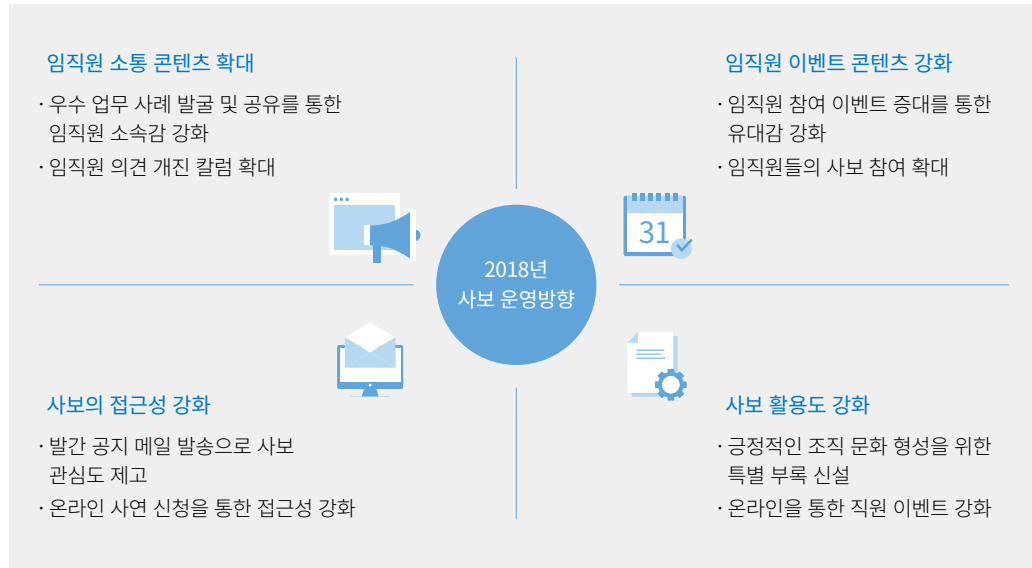 임직원 소통 콘텐츠 확대
· 우수 업무 사례 발굴 및 공유를 통한
임직원 소속감 강화
· 임직원 의견 개진 칼럼 확대
임직원 이벤트 콘텐츠 강화
· 임직원 참여 이벤트 증대를 통한
유대감 강화
· 임직원들의 사보 참여 확대
31
2018년
사보 운영방향
사보의 접근성 강화
· 발간 공지 메일 발송으로 사보
관심도 제고
· 온라인 사연 신청을 통한 접근성 강화
사보 활용도 강화
· 긍정적인 조직 문화 형성을 위한
특별 부록 신설
· 온라인을 통한 직원 이벤트 강화